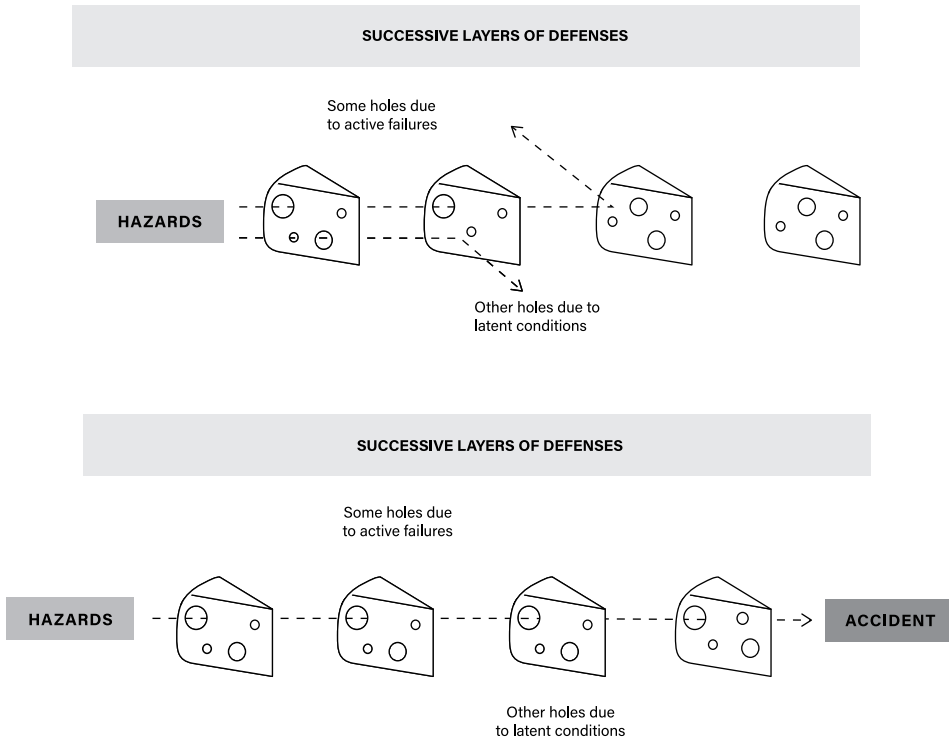 SUCCESSIVE LAYERS OF DEFENSES
Some holes due
to active failures
HAZARDS
Other holes due to
latent conditions
SUCCESSIVE LAYERS OF DEFENSES
Some holes due
to active failures
HAZARDS
ACCIDENT
Other holes due
to latent conditions